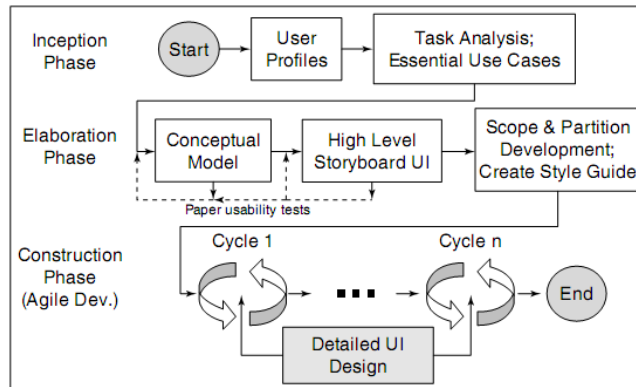 Inception
Phase
Start
User
Profiles
Task Analysis;
Essential Use Cases
Elaboration
Phase
Conceptual
Model
High Level
Storyboard UI
Scope & Partition
Development;
Create Style Guide
Paper usability tests
Construction
Phase
(Agile Dev.)
Cycle 1
Cycle n
End
Detailed UI
Design